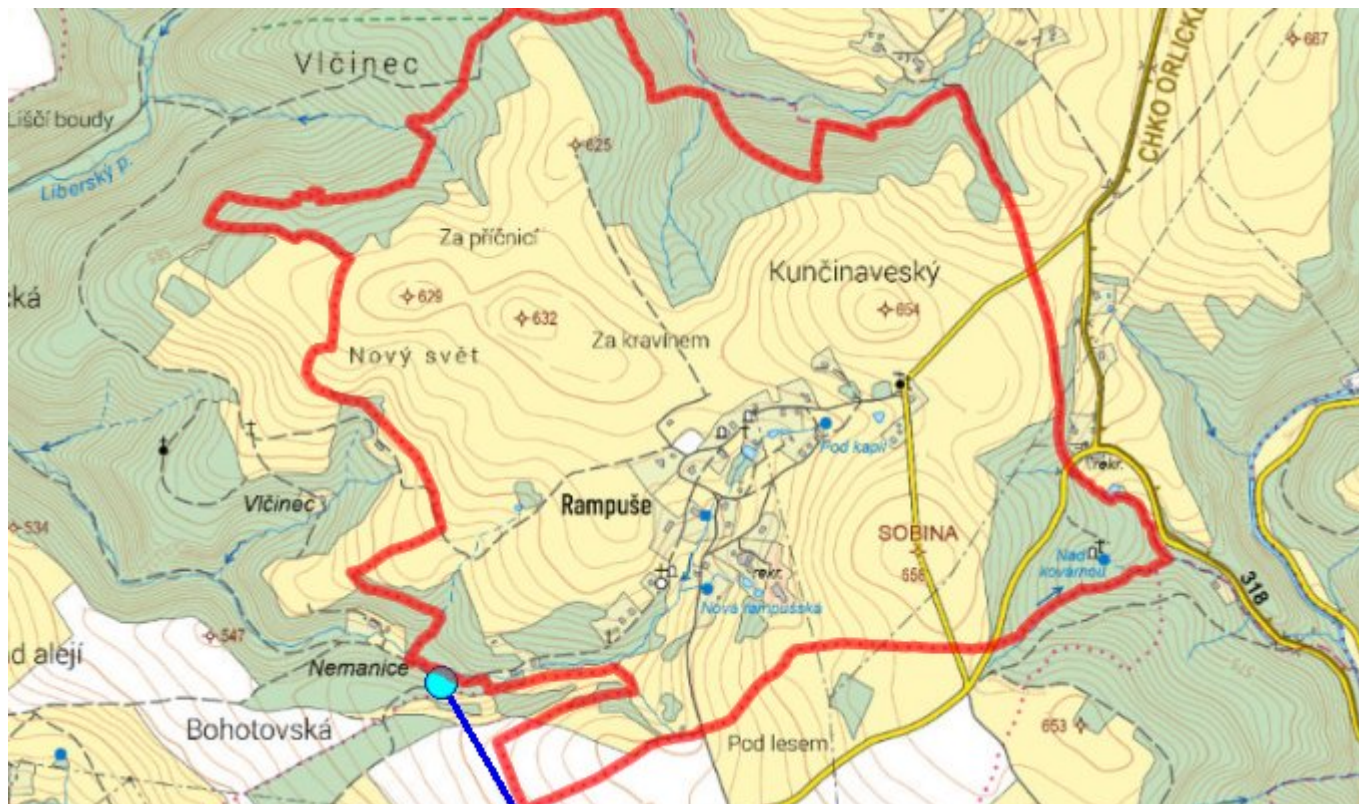 Vlčinec
CHKO ORLICKÉ
667
Liščí boudy
625
Liberský p.
Za příčnicí
Kunčinaveský
cká
629
632
654
Za kravínem
Nový svět
Pod kaplí
rekr.
Vlčinec
Rampuše
534
SOBINA
Nad
kovárnou
656
rekr.
318
Nová rampušská
547
d alejí
Nemanice
Bohotovská
653
Pod lesem